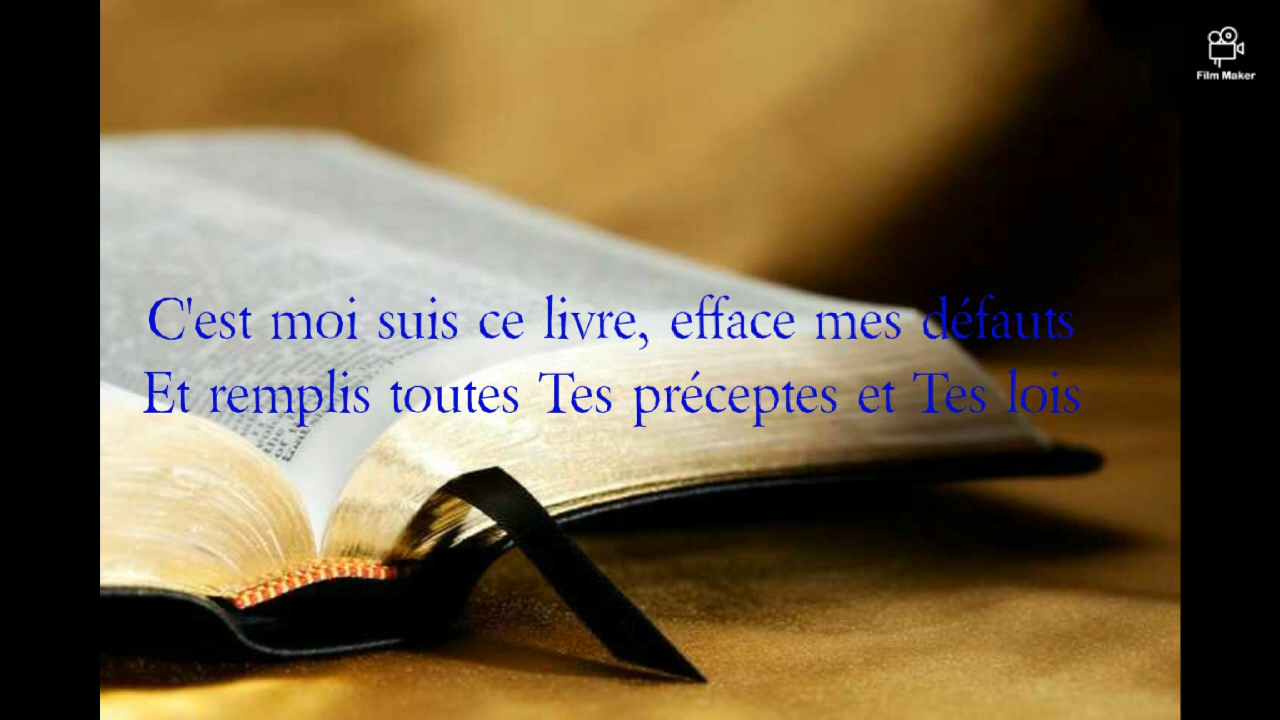 Film Maker
C'est moi suis ce livre, efface mes défauts
Et remplis toutes Tes préceptes et Tes lois